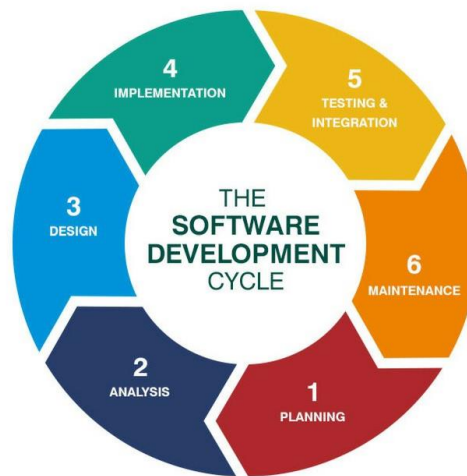 THE
SOFTWARE
DEVELOPMENT
CYCLE
1
PLANNING
2
ANALYSIS
3
DESIGN
4
IMPLEMENTATION
5
TESTING &
INTEGRATION
6
MAINTENANCE